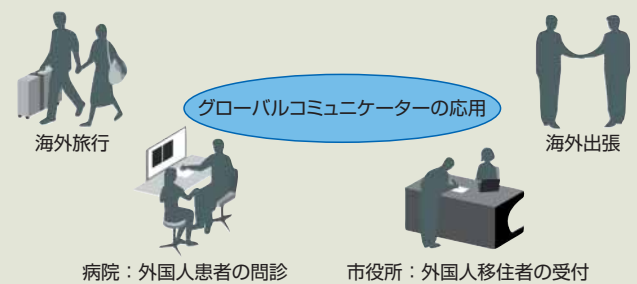 グローバルコミュニケーターの応用
海外旅行
海外出張
病院：外国人患者の問診
市役所：外国人移住者の受付